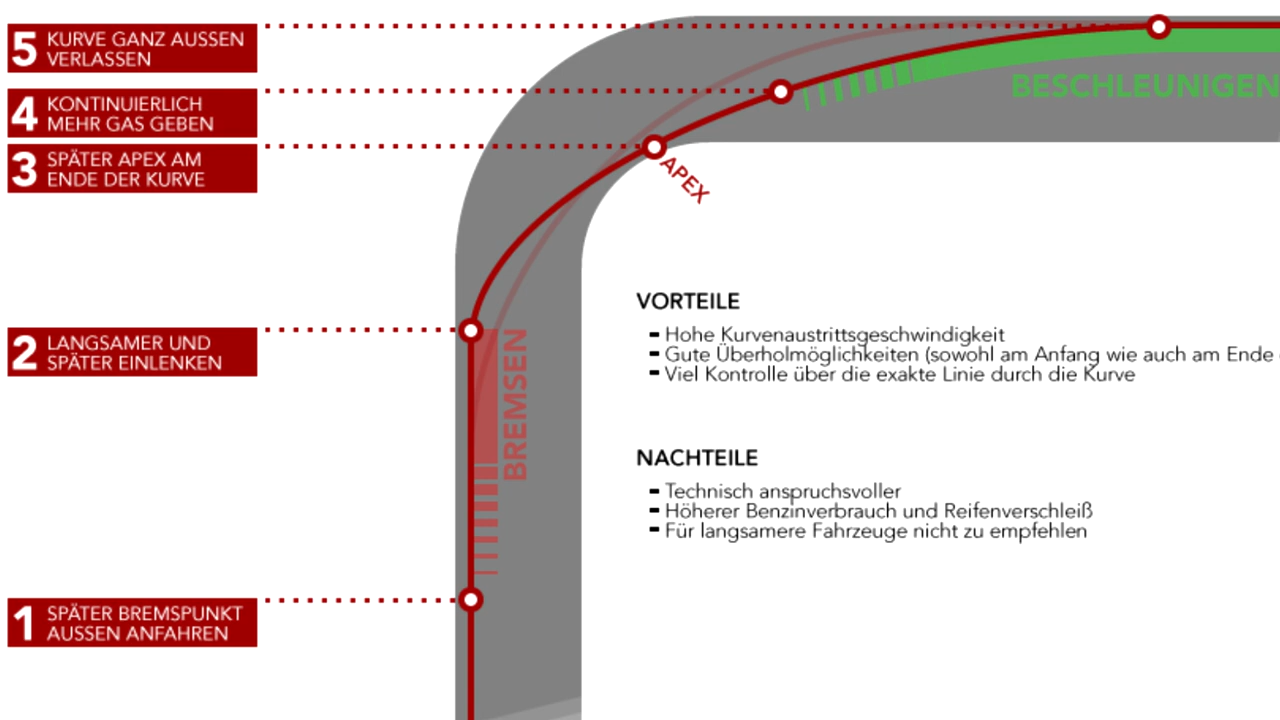 5 KURVE GANZ AUSSEN
VERLASSEN
4 KONTINUIERLICH
MEHR GAS GEBEN
3 SPÄTER APEX AM
ENDE DER KURVE
2 LANGSAMER UND
SPÄTER EINLENKEN
1 SPÄTER BREMSPUNKT
AUSSEN ANFAHREN
BESCHLEUNIGEN
APEX
BREMSEN
VORTEILE
- Hohe Kurvenaustrittsgeschwindigkeit
- Gute Überholmöglichkeiten (sowohl am Anfang wie auch am Ende
- Viel Kontrolle über die exakte Linie durch die Kurve
NACHTEILE
- Technisch anspruchsvoller
- Höherer Benzinverbrauch und Reifenverschleiß
- Für langsamere Fahrzeuge nicht zu empfehlen